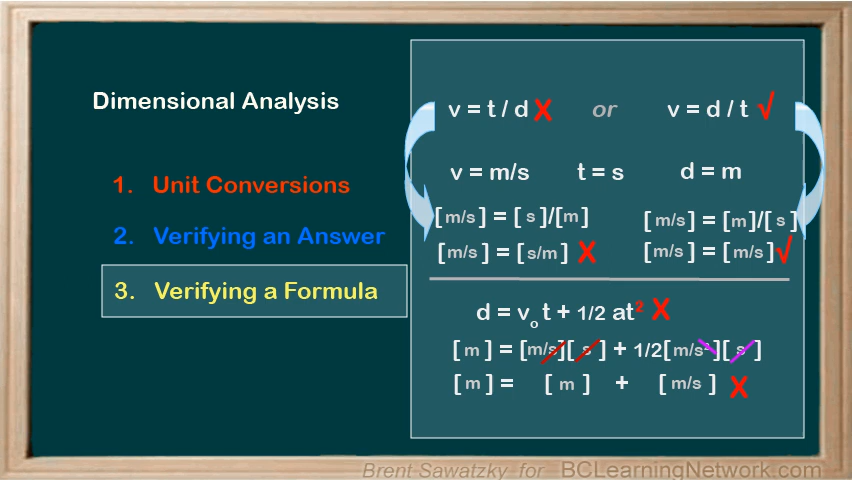 Dimensional Analysis
1. Unit Conversions
2. Verifying an Answer
3. Verifying a Formula
v = t / d X or v = d / t √
v = m/s t = s d = m
[ m/s ] = [ s ]/[ m ] [ m/s ] = [ m ]/[ s ]
[ m/s ] = [ s/m ] X [ m/s ] = [ m/s ] √
d = vₒt + 1/2 at² X
[ m ] = [m/s][ s ] + 1/2[m/s²][ s ]
[ m ] = [ m ] + [ m/s ] X
Brent Sawatzky for BCLearningNetwork.com